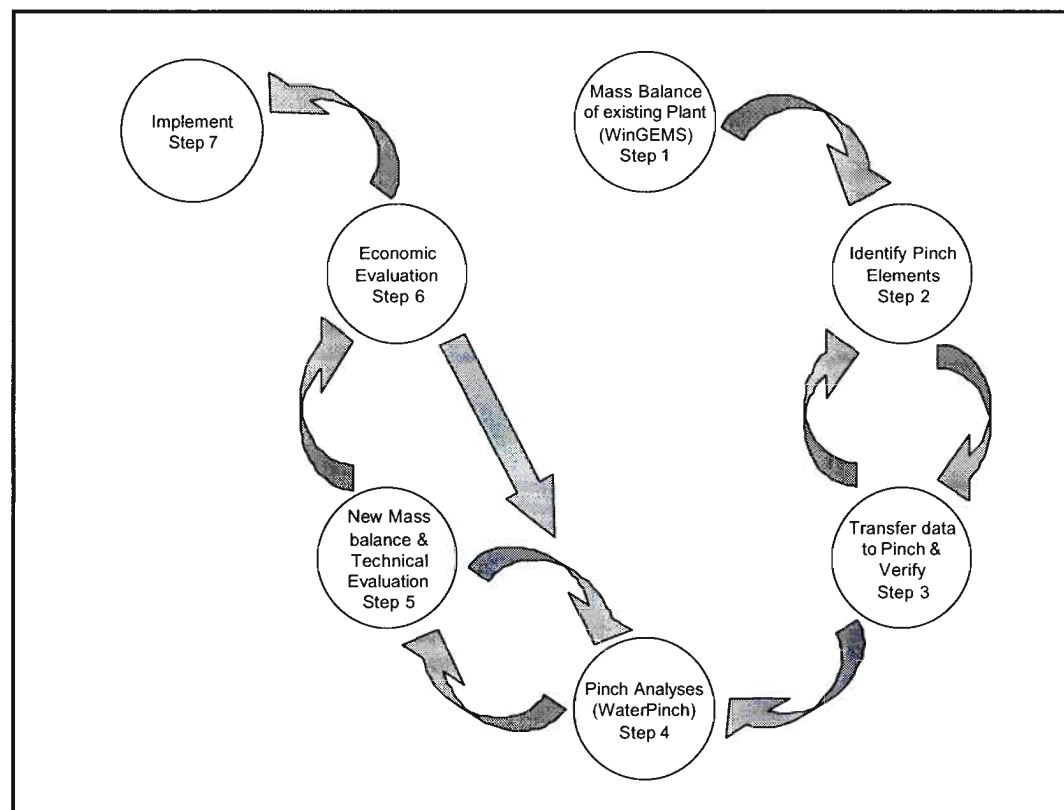 Implement
Step 7
Mass Balance
of existing Plant
(WinGEMS)
Step 1
Economic
Evaluation
Step 6
Identify Pinch
Elements
Step 2
New Mass
balance &
Technical
Evaluation
Step 5
Transfer data
to Pinch &
Verify
Step 3
Pinch Analyses
(WaterPinch)
Step 4